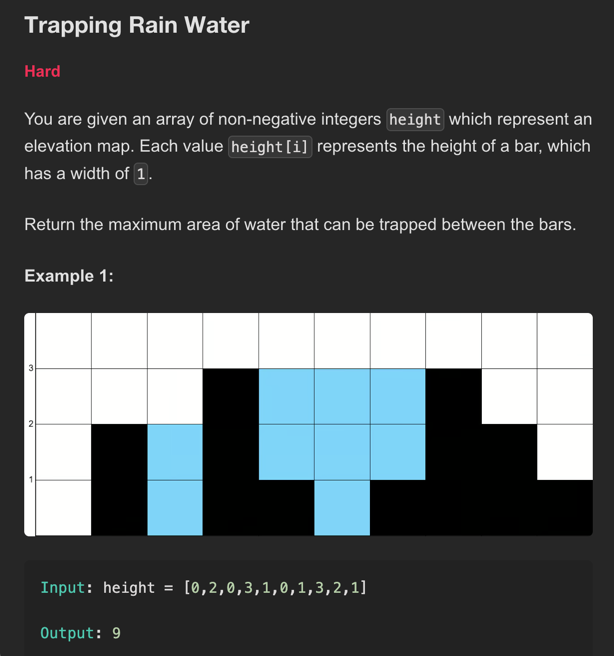 Trapping Rain Water
Hard
You are given an array of non-negative integers height which represent an
elevation map. Each value height[i] represents the height of a bar, which
has a width of 1.
Return the maximum area of water that can be trapped between the bars.
Example 1:
3
2
1
Input: height = [0,2,0,3,1,0,1,3,2,1]
Output: 9